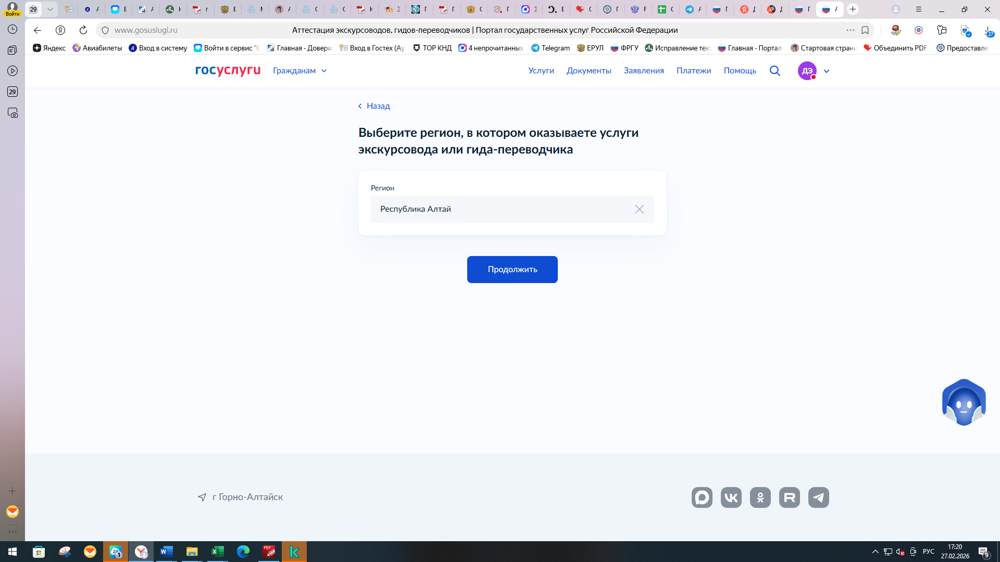 Войти
29
www.gosuslugi.ru
Аттестация экскурсоводов, гидов-переводчиков | Портал государственных услуг Российской Федерации
27
Яндекс
Авиабилеты
Вход в систему
Войти в сервис "С
Главная - Довери
Вход в Гостех (Ау
ТОР КНД
4 непрочитанных
Telegram
ЕРУЛ
ФРГУ
Исправление тек
Главная - Портал
Стартовая страни
Объединить PDF
Предоставле
29
госуслуги
Гражданам
Услуги
Документы
Заявления
Платежи
Помощь
ДЭ
Назад
Выберите регион, в котором оказываете услуги
экскурсовода или гида-переводчика
Регион
Республика Алтай
Продолжить
г Горно-Алтайск
РУС
17:20
27.02.2026
9